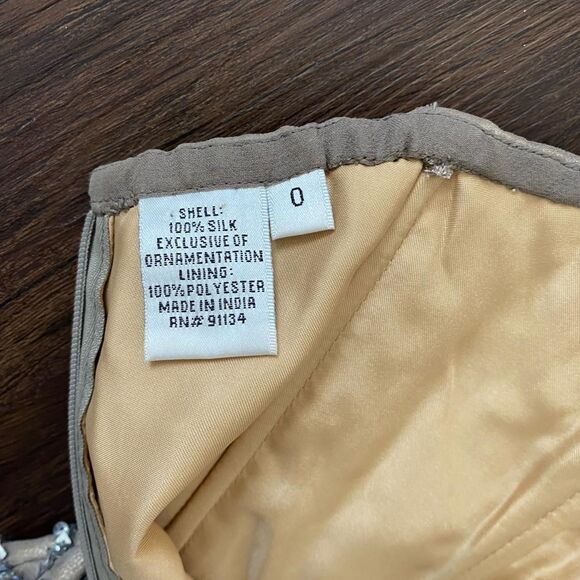 SHELL:
100% SILK
EXCLUSIVE OF
ORNAMENTATION
LINING:
100% POLYESTER
MADE IN INDIA
RN# 91134
0